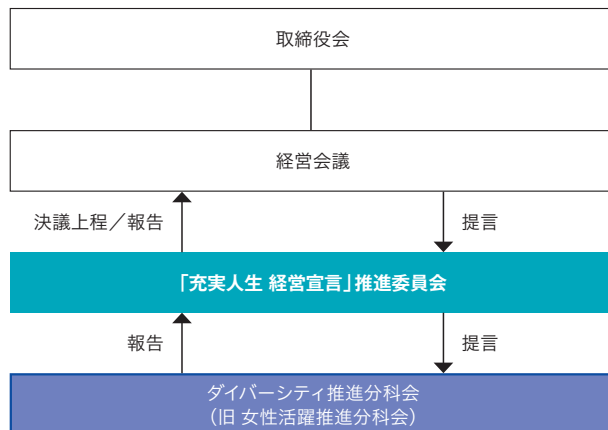 取締役会
経営会議
決議上程／報告
提言
「充実人生 経営宣言」推進委員会
報告
提言
ダイバーシティ推進分科会
（旧 女性活躍推進分科会）